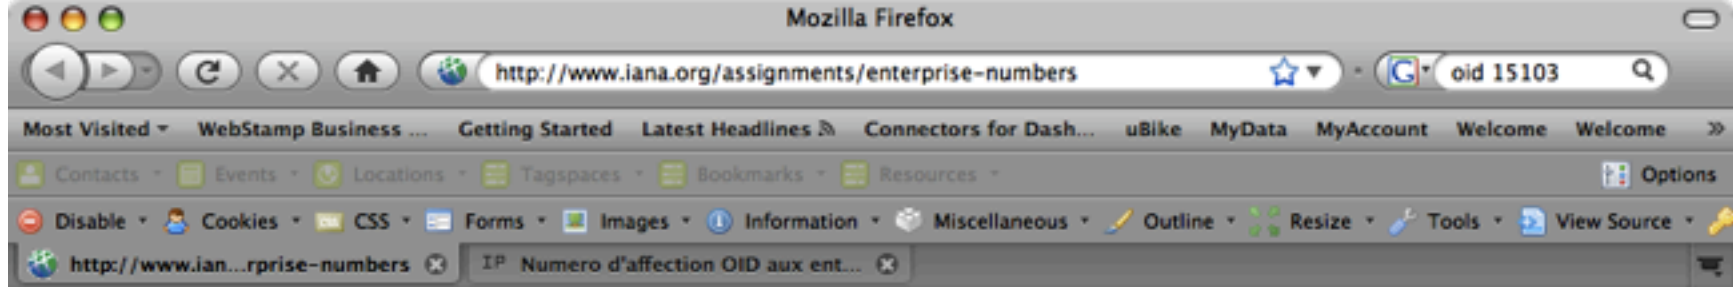 Mozilla Firefox
http://www.iana.org/assignments/enterprise-numbers G oid 15103
Most Visited WebStamp Business ... Getting Started Latest Headlines Connectors for Dash... uBike MyData MyAccount Welcome Welcome »
Contacts Events Locations Tagspaces Bookmarks Resources Options
Disable Cookies CSS Forms Images Information Miscellaneous Outline Resize Tools View Source
http://www.ian...rprise-numbers IP Numero d'affection OID aux ent...